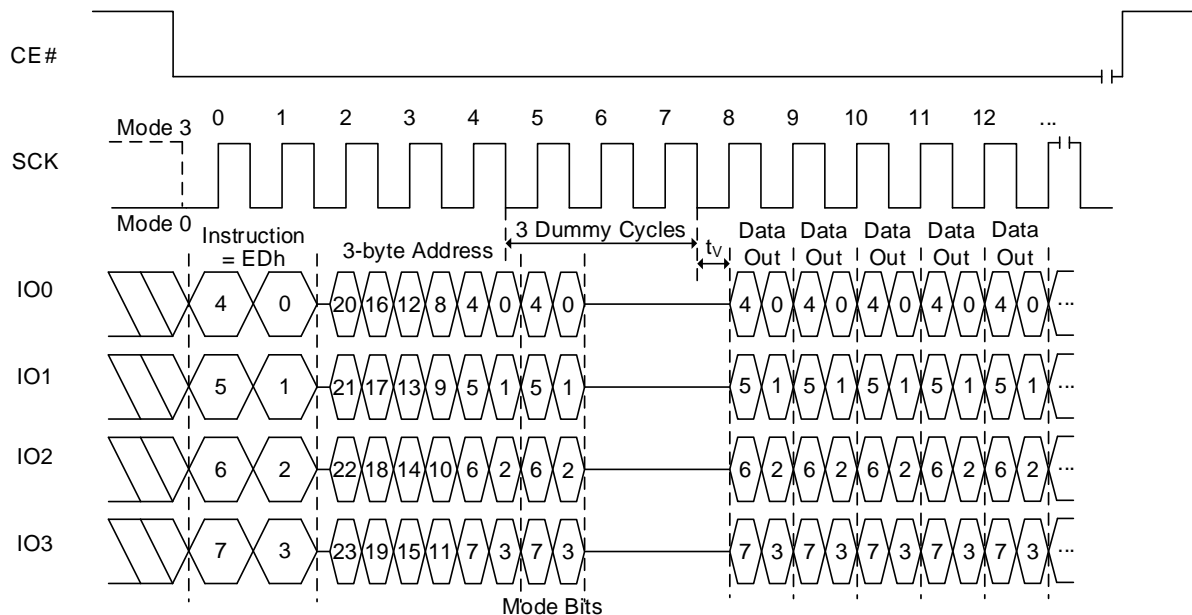 CE#
0 1 2 3 4 5 6 7 8 9 10 11 12 ...
Mode 3
SCK
Mode 0
Instruction
= EDh
3-byte Address
3 Dummy Cycles
tV
Data
Out
Data
Out
Data
Out
Data
Out
Data
Out
IO0 4 0 20 16 12 8 4 0 4 0 4 0 4 0 4 0 4 0 4 0 ...
IO1 5 1 21 17 13 9 5 1 5 1 5 1 5 1 5 1 5 1 5 1 ...
IO2 6 2 22 18 14 10 6 2 6 2 6 2 6 2 6 2 6 2 6 2 ...
IO3 7 3 23 19 15 11 7 3 7 3 7 3 7 3 7 3 7 3 7 3 ...
Mode Bits